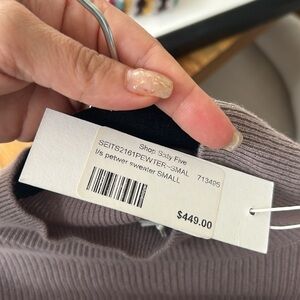 Shop Sixty Five
SEITS2161PEWTER-SMAL 713495
l/s petwer sweater SMALL
$449.00